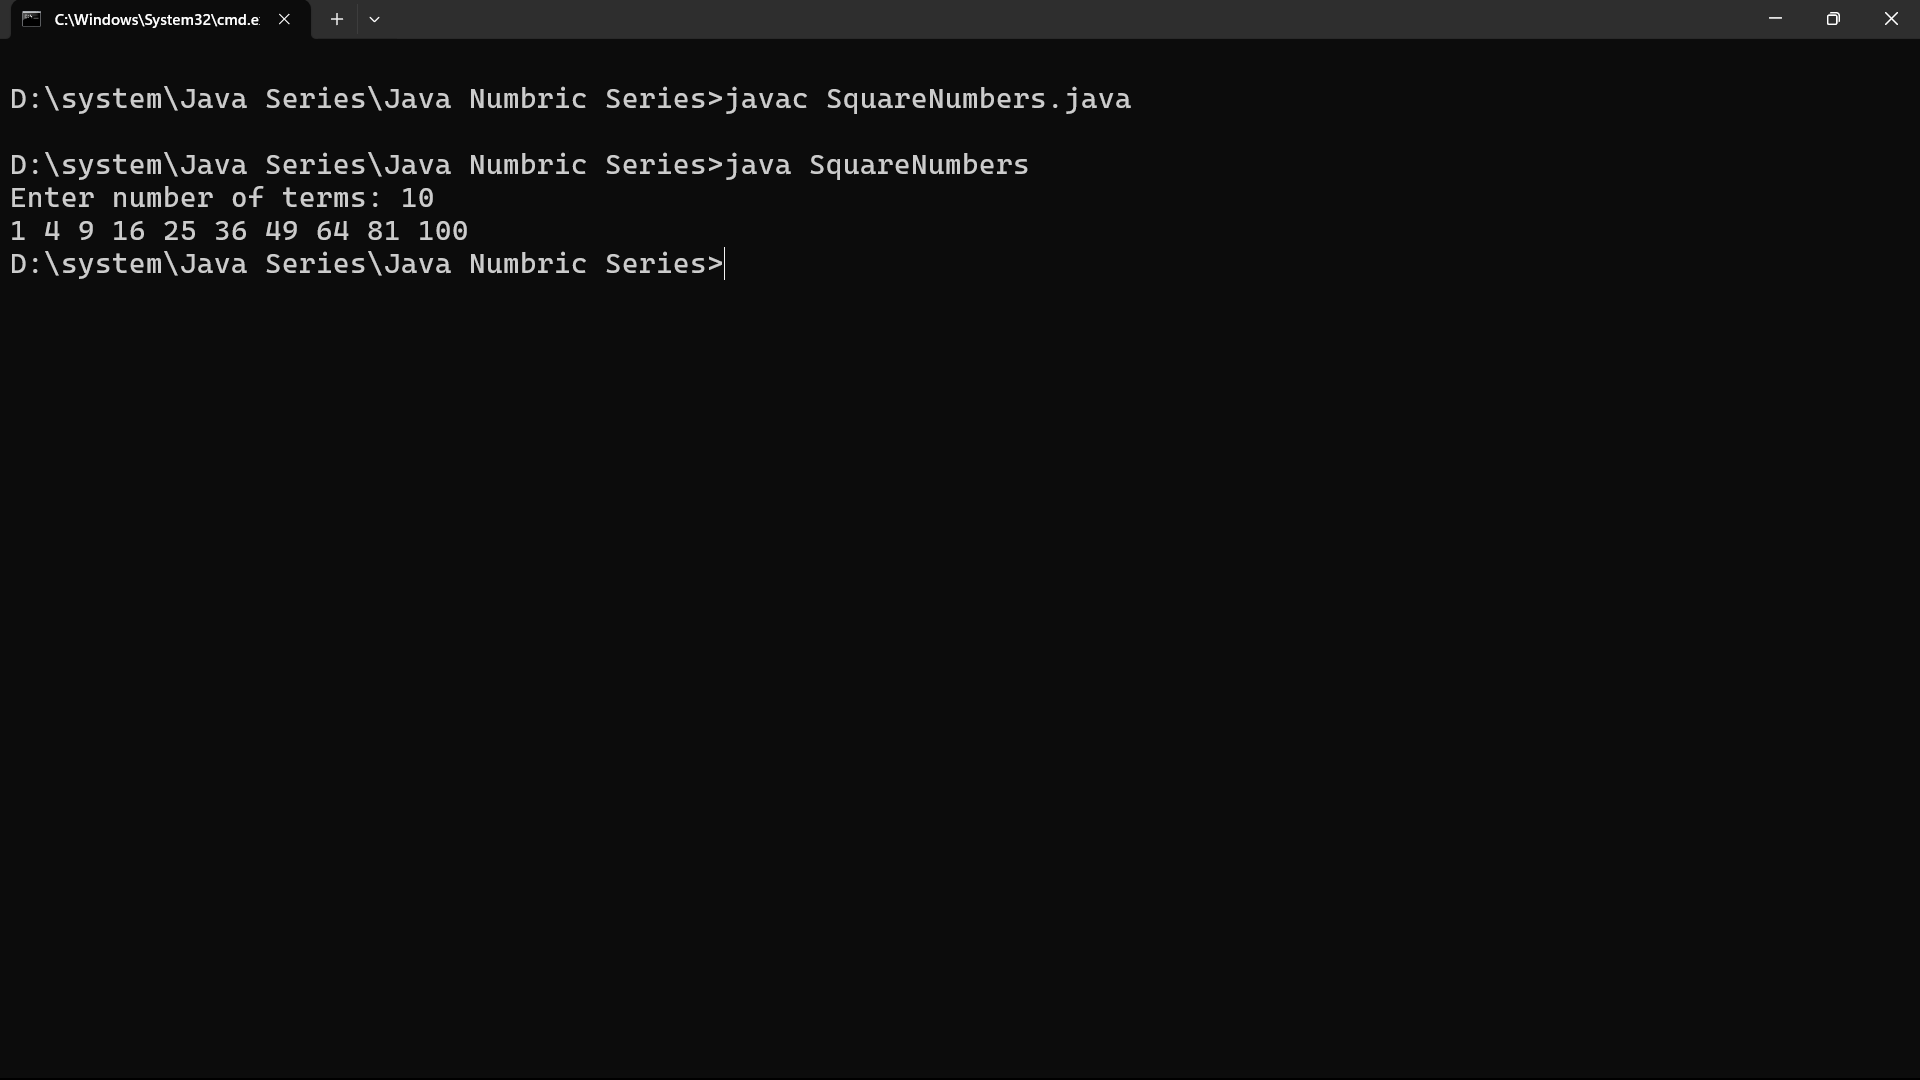 C:\Windows\System32\cmd.e
D:\system\Java Series\Java Numbric Series>javac SquareNumbers.java
D:\system\Java Series\Java Numbric Series>java SquareNumbers
Enter number of terms: 10
1 4 9 16 25 36 49 64 81 100
D:\system\Java Series\Java Numbric Series>